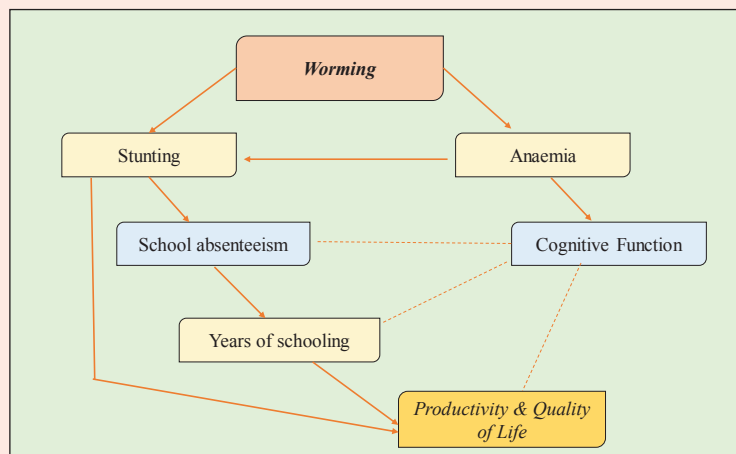 Worming
Stunting
Anaemia
School absenteeism
Cognitive Function
Years of schooling
Productivity & Quality
of Life